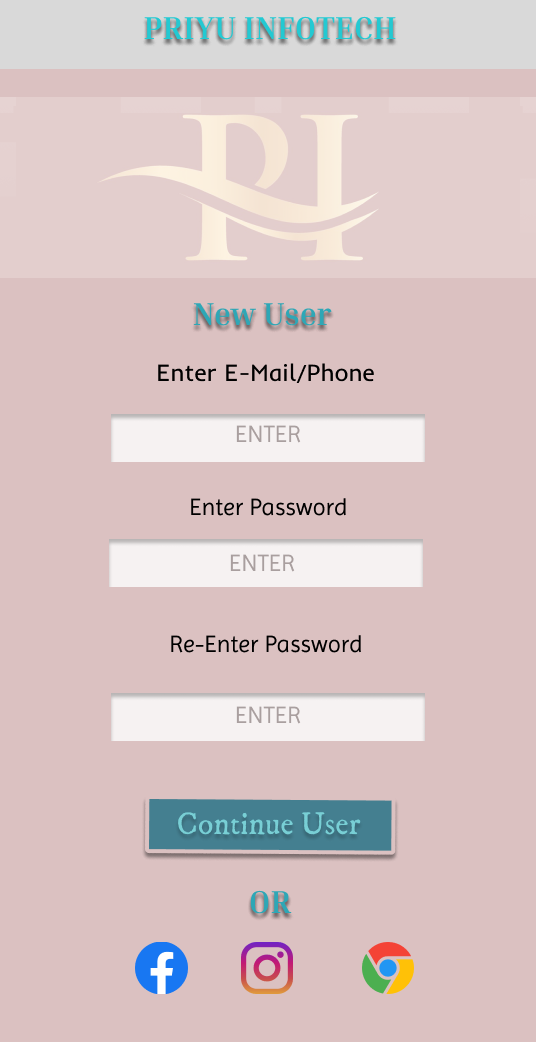 PRIYU INFOTECH
PI
New User
Enter E-Mail/Phone
ENTER
Enter Password
ENTER
Re-Enter Password
ENTER
Continue User
OR